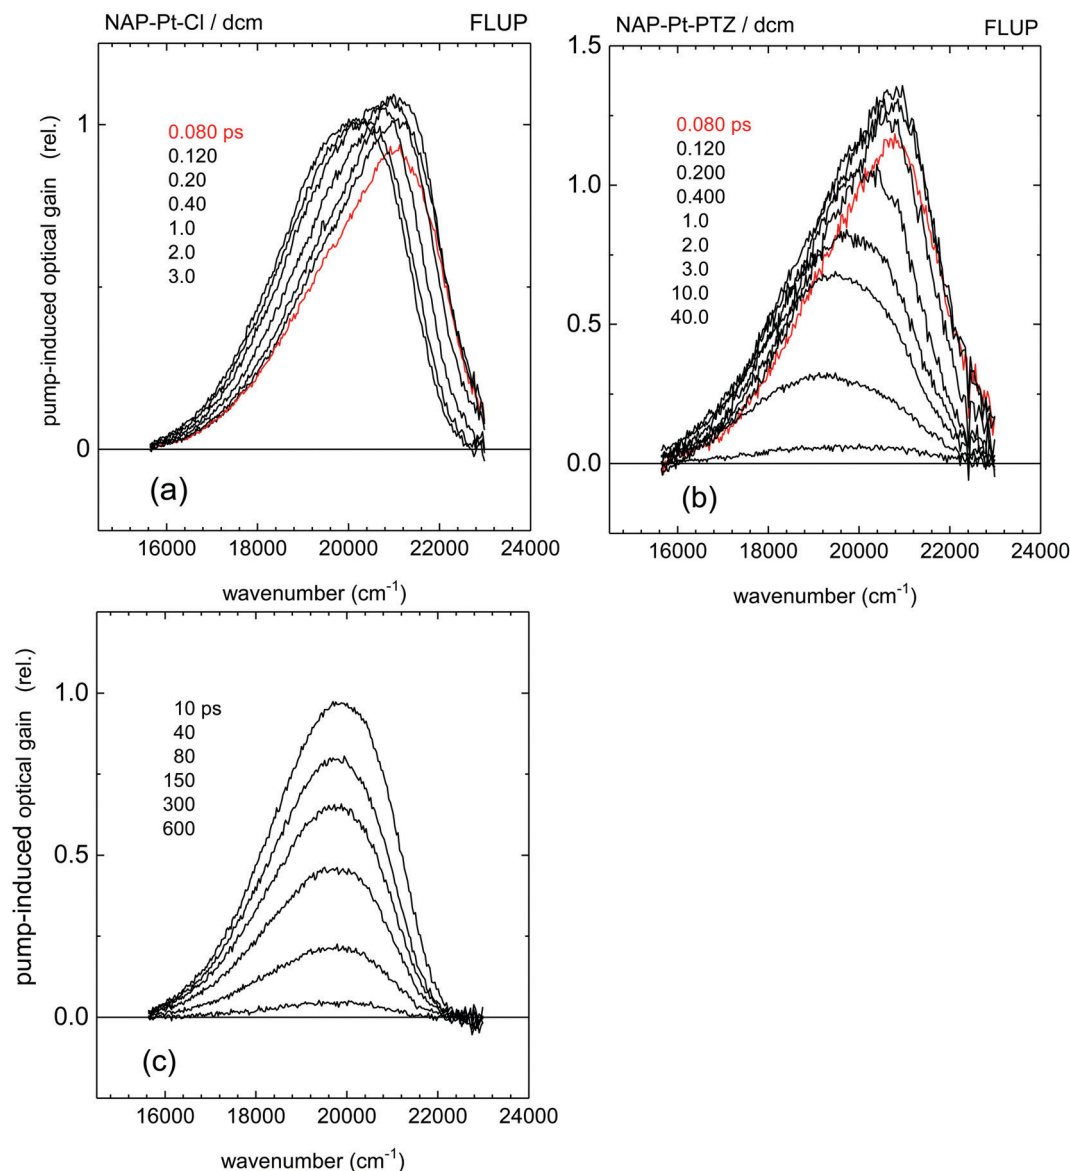 NAP-Pt-Cl / dcm FLUP
pump-induced optical gain (rel.)
1
0
0.080 ps
0.120
0.20
0.40
1.0
2.0
3.0
(a)
16000 18000 20000 22000 24000
wavenumber (cm-1)
NAP-Pt-PTZ / dcm FLUP
pump-induced optical gain (rel.)
1.5
1.0
0.5
0.0
0.080 ps
0.120
0.200
0.400
1.0
2.0
3.0
10.0
40.0
(b)
16000 18000 20000 22000 24000
wavenumber (cm-1)
pump-induced optical gain (rel.)
1.0
0.5
0.0
10 ps
40
80
150
300
600
(c)
16000 18000 20000 22000 24000
wavenumber (cm-1)